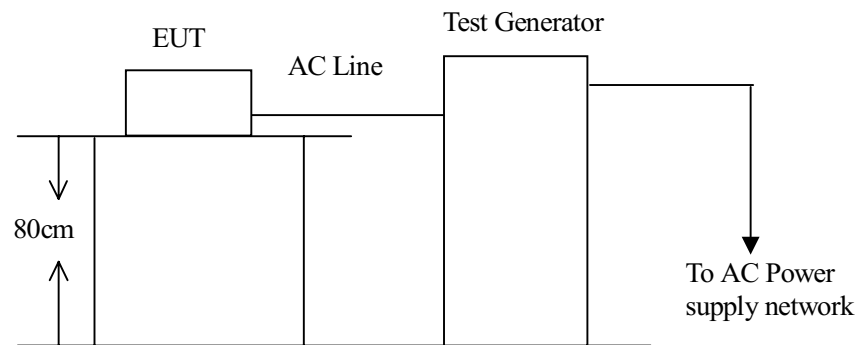 Test Generator
EUT
AC Line
80cm
To AC Power
supply network